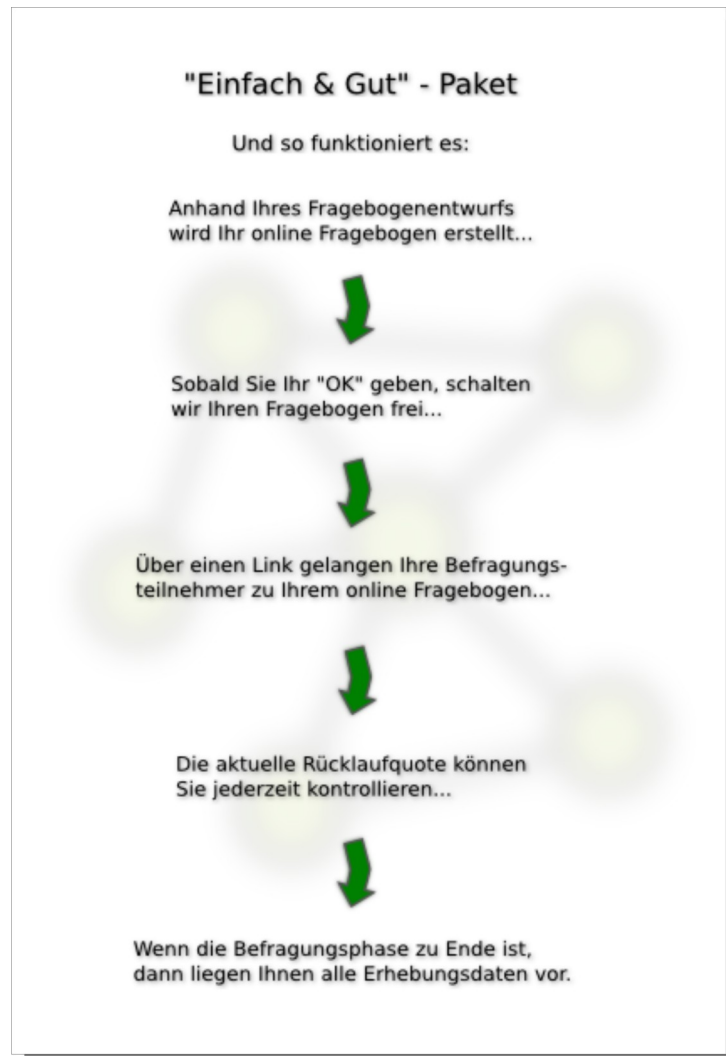 "Einfach & Gut" - Paket
Und so funktioniert es:
Anhand Ihres Fragebogenentwurfs
wird Ihr online Fragebogen erstellt...
Sobald Sie Ihr "OK" geben, schalten
wir Ihren Fragebogen frei...
Über einen Link gelangen Ihre Befragungs-
teilnehmer zu Ihrem online Fragebogen...
Die aktuelle Rücklaufquote können
Sie jederzeit kontrollieren...
Wenn die Befragungsphase zu Ende ist,
dann liegen Ihnen alle Erhebungsdaten vor.